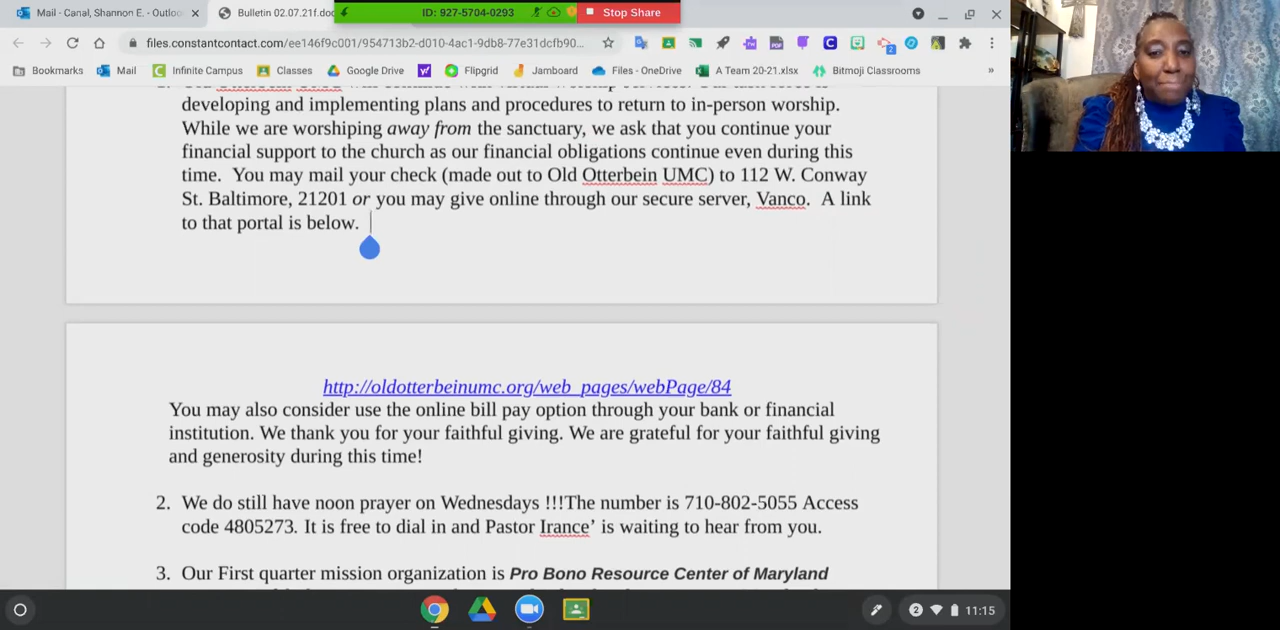 Mail - Canal, Shannon E. - Outlo
Bulletin 02.07.21f.doc
ID: 927-5704-0293
Stop Share
files.constantcontact.com/ee146f9c001/954713b2-d010-4ac1-9db8-77e31dcfb90...
Bookmarks
Mail
Infinite Campus
Classes
Google Drive
Flipgrid
Jamboard
Files - OneDrive
A Team 20-21.xlsx
Bitmoji Classrooms
»
developing and implementing plans and procedures to return to in-person worship.
While we are worshiping away from the sanctuary, we ask that you continue your
financial support to the church as our financial obligations continue even during this
time. You may mail your check (made out to Old Otterbein UMC) to 112 W. Conway
St. Baltimore, 21201 or you may give online through our secure server, Vanco. A link
to that portal is below.
http://oldotterbeinumc.org/web_pages/webPage/84
You may also consider use the online bill pay option through your bank or financial
institution. We thank you for your faithful giving. We are grateful for your faithful giving
and generosity during this time!
2. We do still have noon prayer on Wednesdays !!!The number is 710-802-5055 Access
code 4805273. It is free to dial in and Pastor Irance’ is waiting to hear from you.
3. Our First quarter mission organization is Pro Bono Resource Center of Maryland
2
11:15